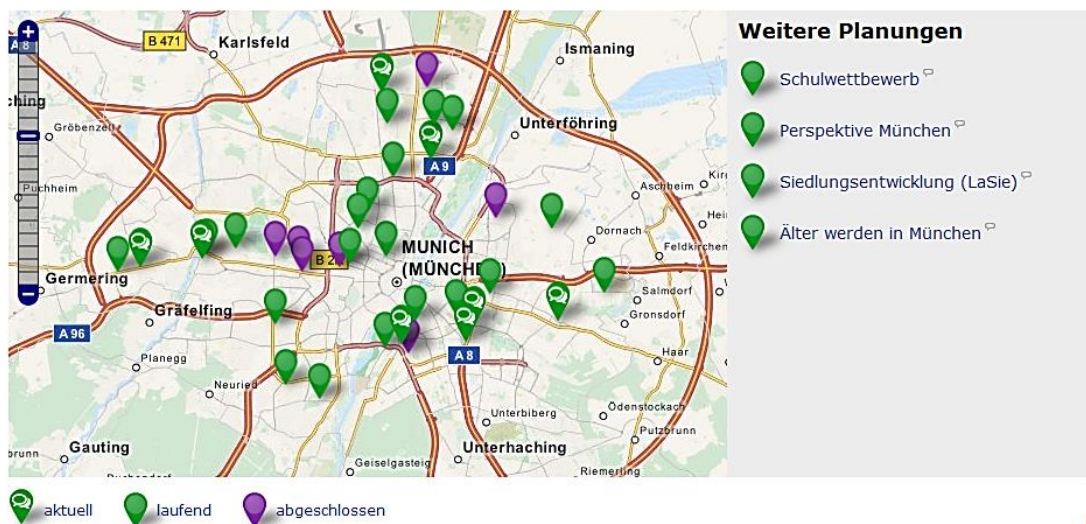 Weitere Planungen
Schulwettbewerb
Perspektive München
Siedlungsentwicklung (LaSie)
Älter werden in München
A 8
B 471
Karlsfeld
Ismaning
Gröbenzell
Unterföhring
A 9
Puchheim
Aschheim
Dornach
Feldkirchen
MUNICH
(MÜNCHEN)
Germering
Salmdorf
Gräfelfing
Gronsdorf
A 96
Planegg
A 8
Haar
Neuried
Ödenstockach
Unterbiberg
Putzbrunn
Gauting
Unterhaching
Geiselgasteig
Riemerling
aktuell
laufend
abgeschlossen